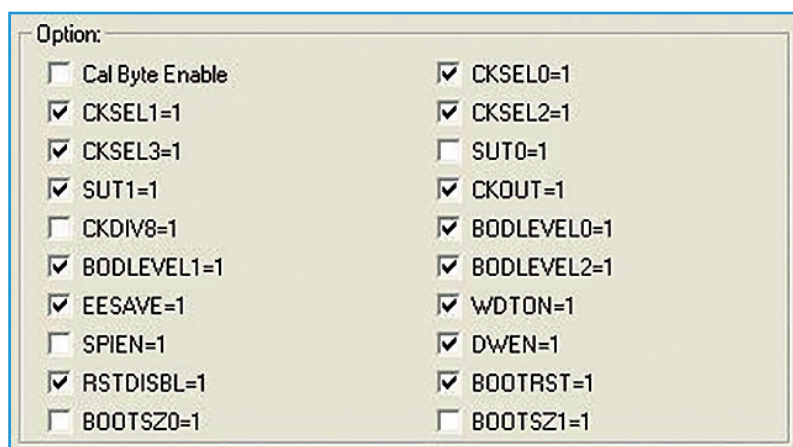 Option:
Cal Byte Enable CKSEL0=1
CKSEL1=1 CKSEL2=1
CKSEL3=1 SUT0=1
SUT1=1 CKOUT=1
CKDIV8=1 BODLEVEL0=1
BODLEVEL1=1 BODLEVEL2=1
EESAVE=1 WDTON=1
SPIEN=1 DWEN=1
RSTDISBL=1 BOOTRST=1
BOOTSZ0=1 BOOTSZ1=1